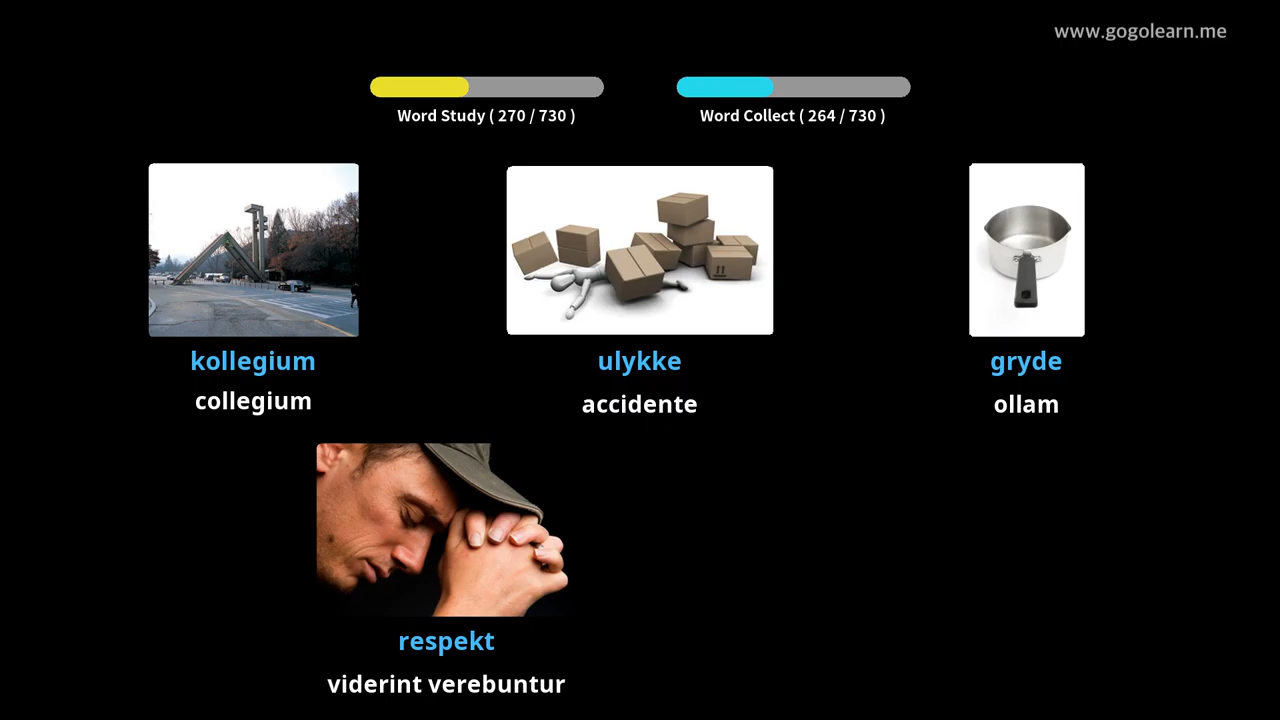 www.gogolearn.me
Word Study ( 270 / 730 )
Word Collect ( 264 / 730 )
kollegium
collegium
ulykke
accidente
gryde
ollam
respekt
viderint verebuntur